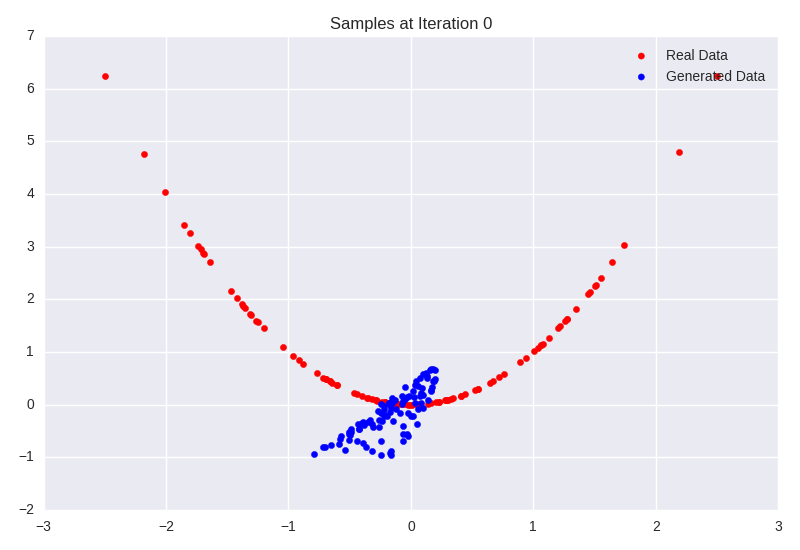 Samples at Iteration 0
Real Data
Generated Data
7
6
5
4
3
2
1
0
−1
−2
−3 −2 −1 0 1 2 3